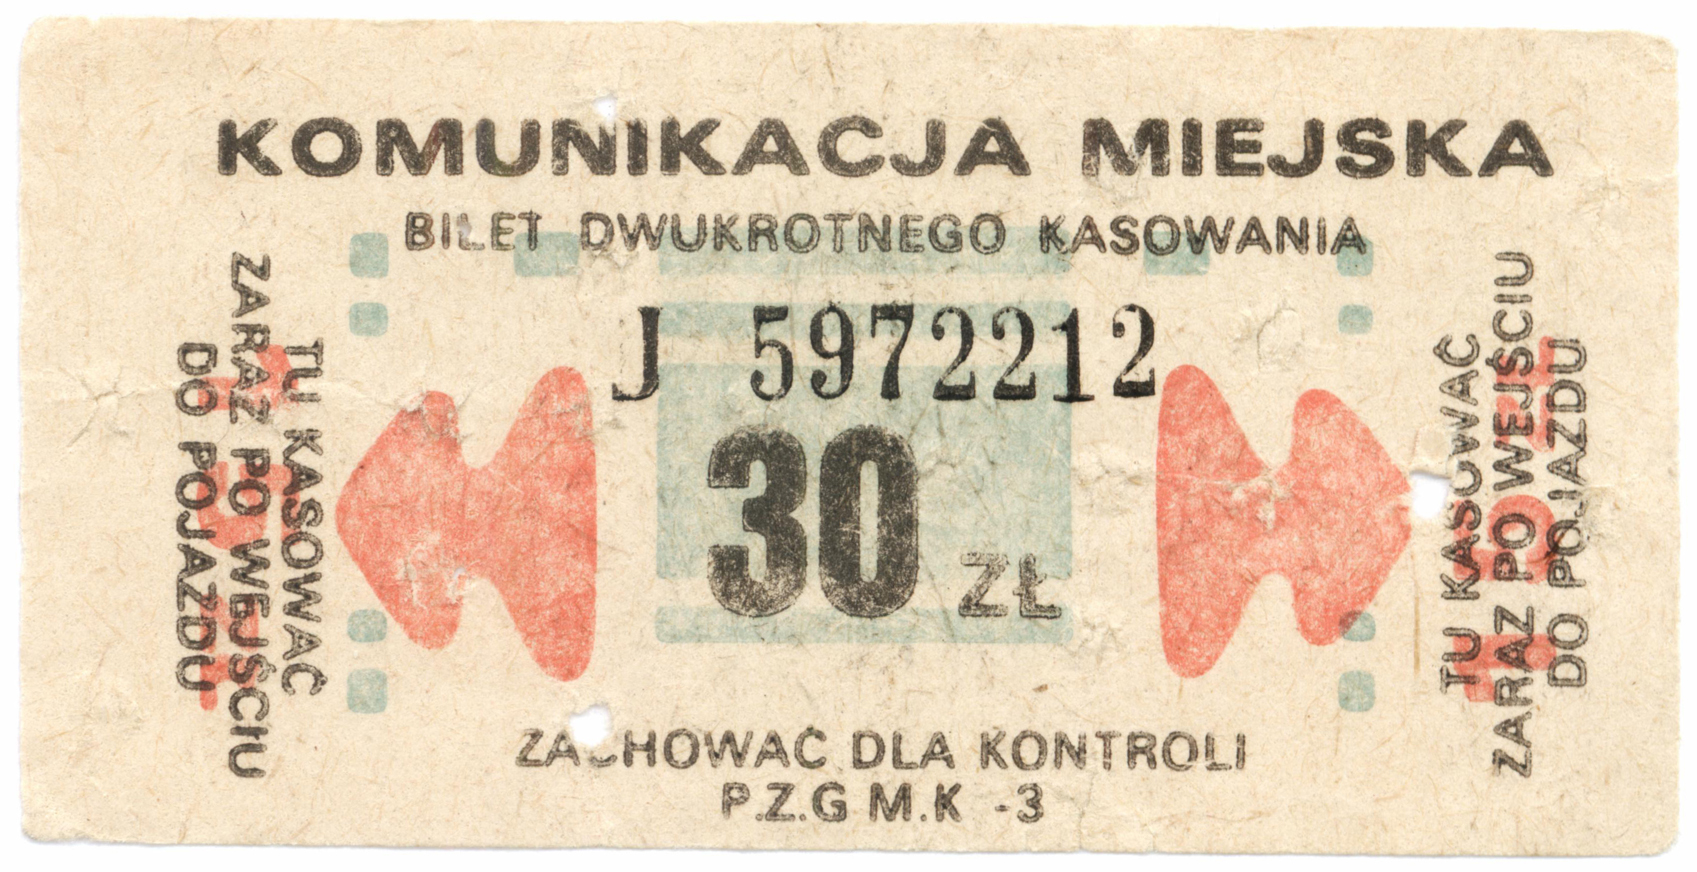 KOMUNIKACJA MIEJSKA
BILET DWUKROTNEGO KASOWANIA
J 5972212
30 ZŁ
TU KASOWAĆ
ZARAZ PO WEJŚCIU
DO POJAZDU
TU KASOWAĆ
ZARAZ PO WEJŚCIU
DO POJAZDU
ZACHOWAĆ DLA KONTROLI
P.Z.G M.K -3